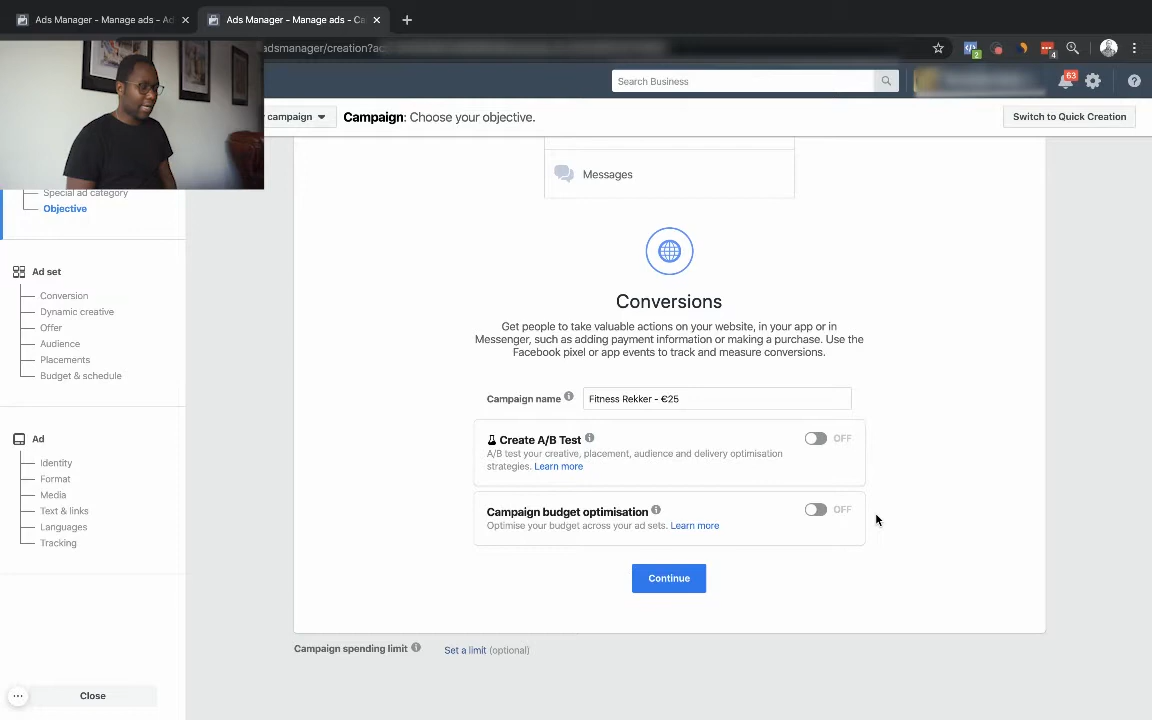 Ads Manager - Manage ads - Ad
Ads Manager - Manage ads - Ca
adsmanager/creation?ac
2
4
Search Business
63
campaign
Campaign: Choose your objective.
Switch to Quick Creation
Messages
Special ad category
Objective
Ad set
Conversion
Dynamic creative
Offer
Audience
Placements
Budget & schedule
Ad
Identity
Format
Media
Text & links
Languages
Tracking
Close
Conversions
Get people to take valuable actions on your website, in your app or in
Messenger, such as adding payment information or making a purchase. Use the
Facebook pixel or app events to track and measure conversions.
Campaign name
Fitness Rekker - €25
Create A/B Test
OFF
A/B test your creative, placement, audience and delivery optimisation
strategies. Learn more
Campaign budget optimisation
OFF
Optimise your budget across your ad sets. Learn more
Continue
Campaign spending limit
Set a limit (optional)